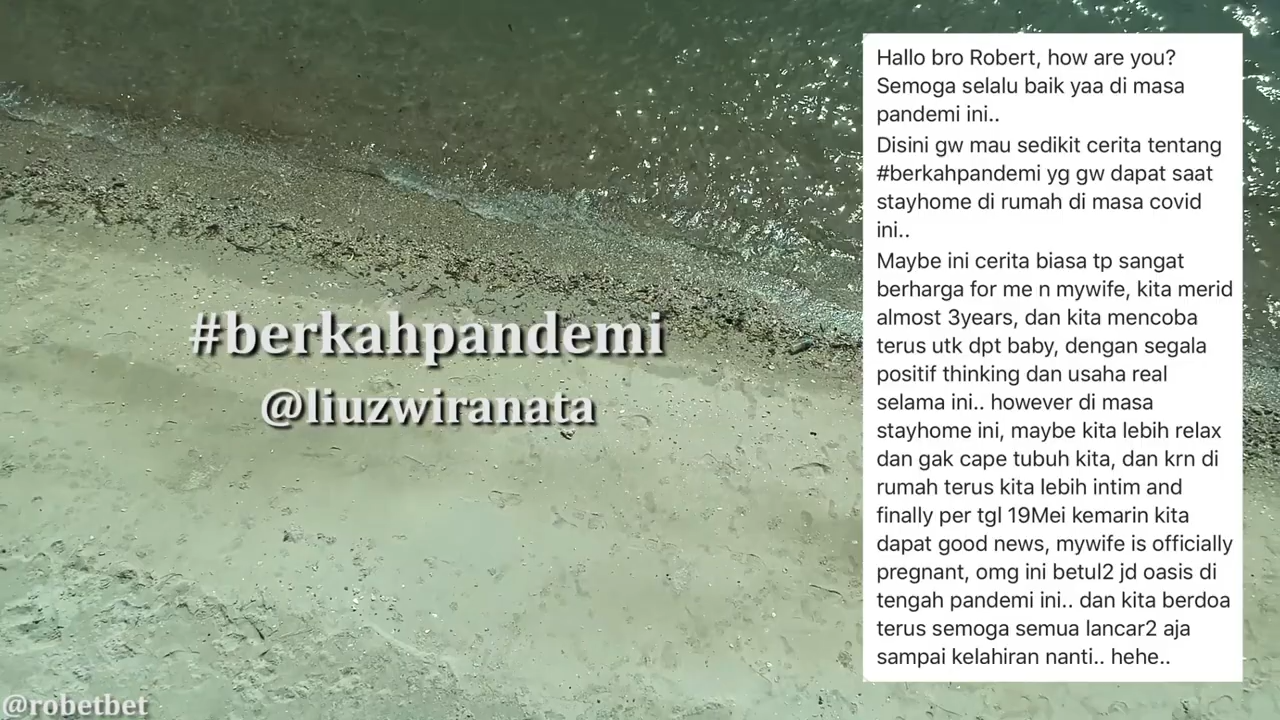 #berkahpandemi
@liuzwiranata
Hallo bro Robert, how are you?
Semoga selalu baik yaa di masa
pandemi ini..
Disini gw mau sedikit cerita tentang
#berkahpandemi yg gw dapat saat
stayhome di rumah di masa covid
ini..
Maybe ini cerita biasa tp sangat
berharga for me n mywife, kita merid
almost 3years, dan kita mencoba
terus utk dpt baby, dengan segala
positif thinking dan usaha real
selama ini.. however di masa
stayhome ini, maybe kita lebih relax
dan gak cape tubuh kita, dan krn di
rumah terus kita lebih intim and
finally per tgl 19Mei kemarin kita
dapat good news, mywife is officially
pregnant, omg ini betul2 jd oasis di
tengah pandemi ini.. dan kita berdoa
terus semoga semua lancar2 aja
sampai kelahiran nanti.. hehe..
@robetbet